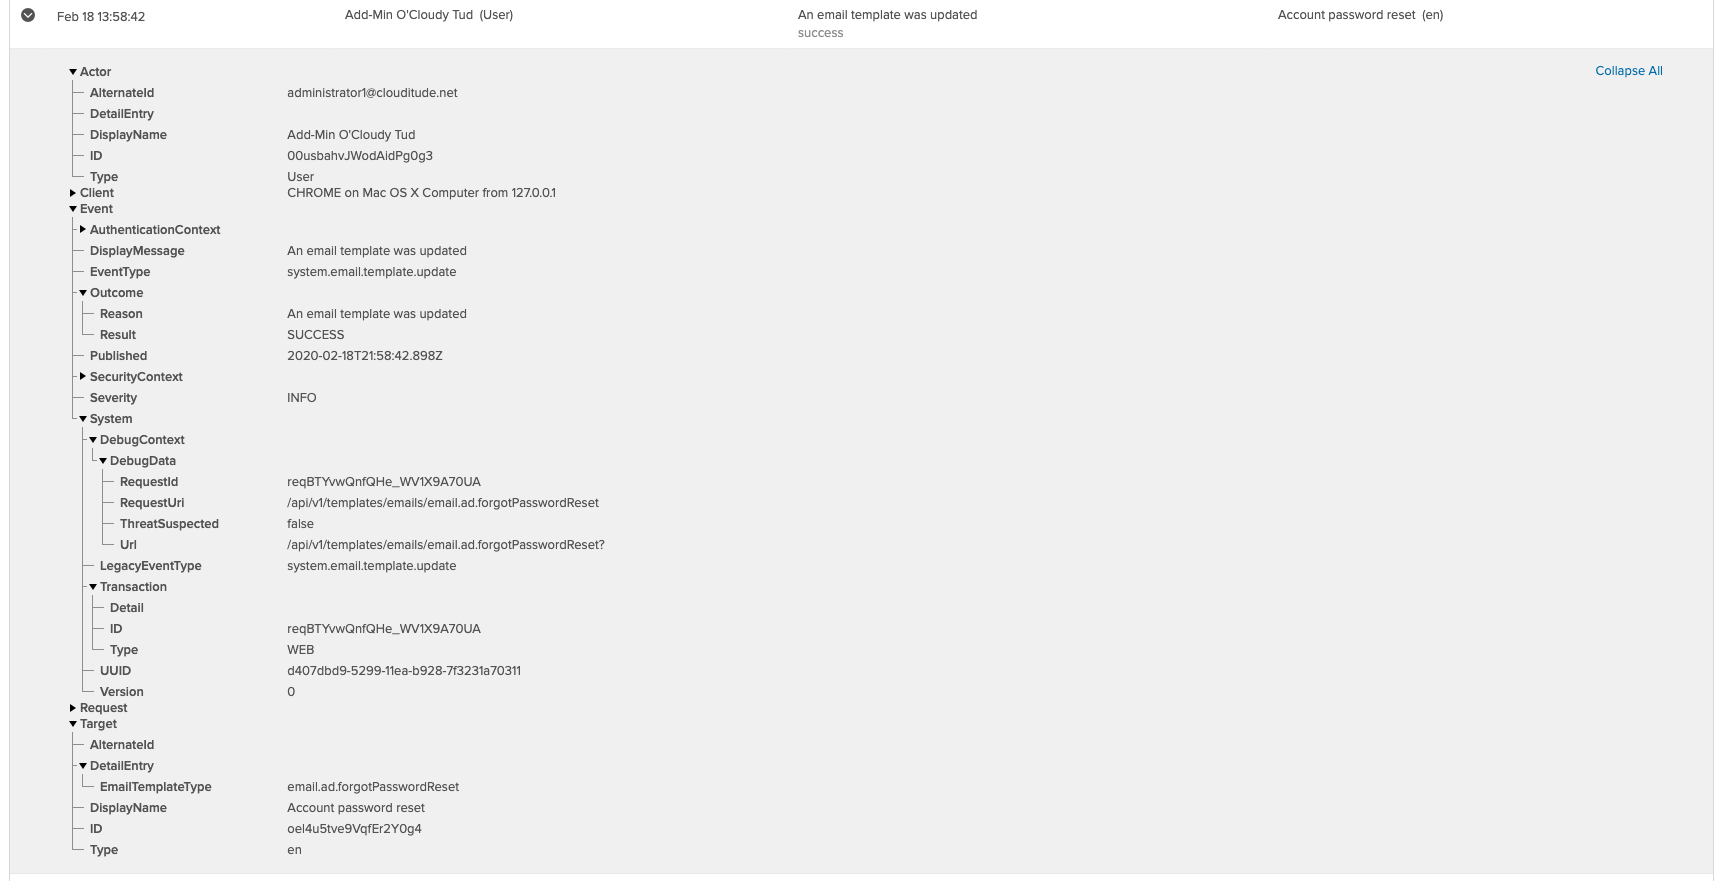 Feb 18 13:58:42 Add-Min O'Cloudy Tud (User) An email template was updated Account password reset (en)
success
Actor Collapse All
AlternateId administrator1@clouditude.net
DetailEntry
DisplayName Add-Min O'Cloudy Tud
ID 00usbahvJWodAidPg0g3
Type User
Client CHROME on Mac OS X Computer from 127.0.0.1
Event
AuthenticationContext
DisplayMessage An email template was updated
EventType system.email.template.update
Outcome
Reason An email template was updated
Result SUCCESS
Published 2020-02-18T21:58:42.898Z
SecurityContext
Severity INFO
System
DebugContext
DebugData
RequestId reqBTYvwQnfQHe_WV1X9A70UA
RequestUri /api/v1/templates/emails/email.ad.forgotPasswordReset
ThreatSuspected false
Url /api/v1/templates/emails/email.ad.forgotPasswordReset?
LegacyEventType system.email.template.update
Transaction
Detail
ID reqBTYvwQnfQHe_WV1X9A70UA
Type WEB
UUID d407dbd9-5299-11ea-b928-7f3231a70311
Version 0
Request
Target
AlternateId
DetailEntry
EmailTemplateType email.ad.forgotPasswordReset
DisplayName Account password reset
ID oel4u5tve9VqfEr2Y0g4
Type en